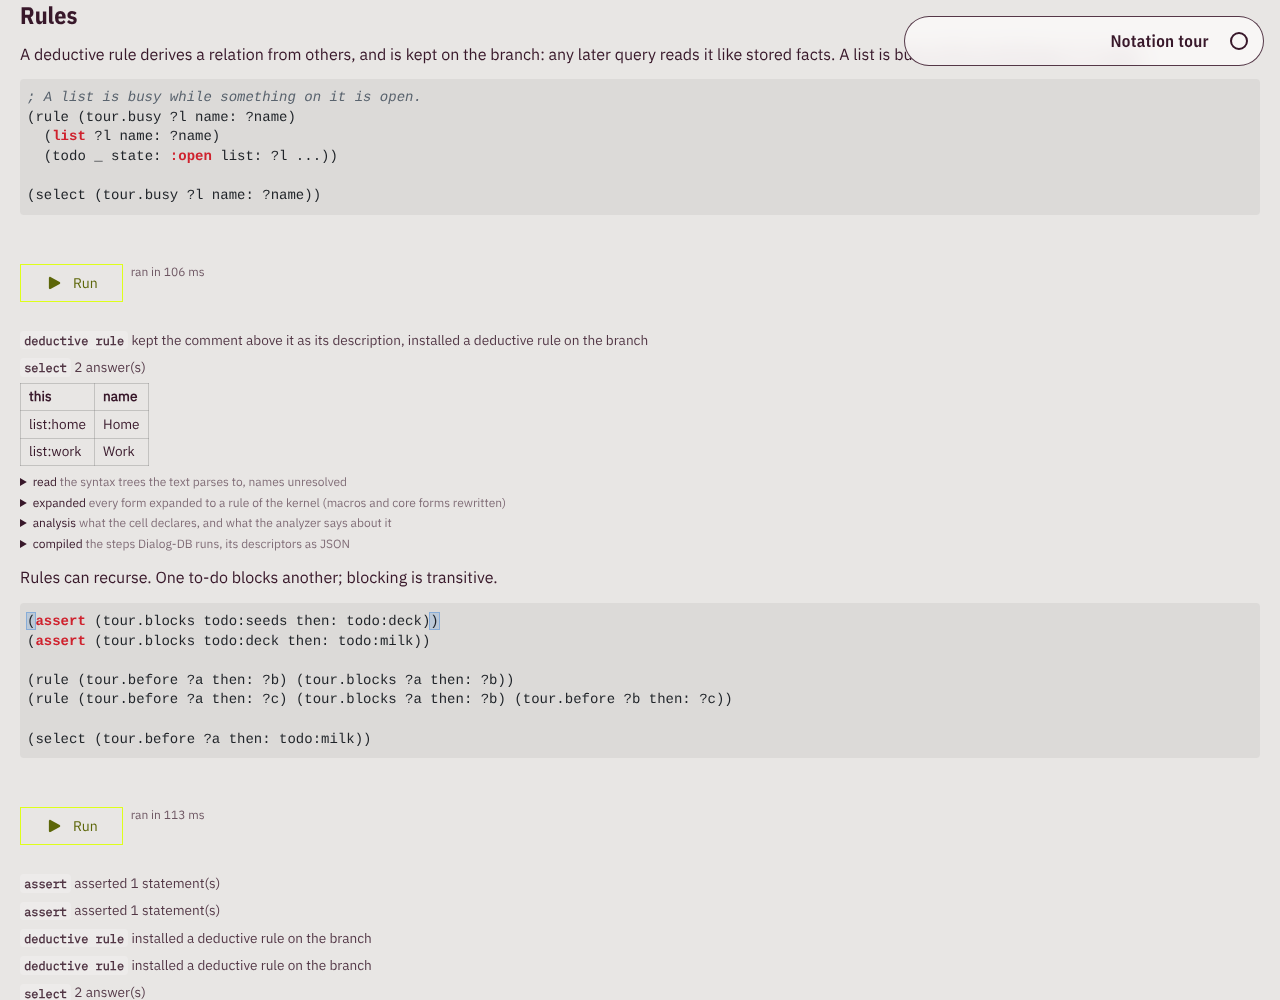 Rules
Notation tour
A deductive rule derives a relation from others, and is kept on the branch: any later query reads it like stored facts. A list is
; A list is busy while something on it is open.
(rule (tour.busy ?l name: ?name)
  (list ?l name: ?name)
  (todo _ state: :open list: ?l ...))
(select (tour.busy ?l name: ?name))
Run
ran in 106 ms
deductive rule kept the comment above it as its description, installed a deductive rule on the branch
select 2 answer(s)
this name
list:home Home
list:work Work
read the syntax trees the text parses to, names unresolved
expanded every form expanded to a rule of the kernel (macros and core forms rewritten)
analysis what the cell declares, and what the analyzer says about it
compiled the steps Dialog-DB runs, its descriptors as JSON
Rules can recurse. One to-do blocks another; blocking is transitive.
(assert (tour.blocks todo:seeds then: todo:deck))
(assert (tour.blocks todo:deck then: todo:milk))
(rule (tour.before ?a then: ?b) (tour.blocks ?a then: ?b))
(rule (tour.before ?a then: ?c) (tour.blocks ?a then: ?b) (tour.before ?b then: ?c))
(select (tour.before ?a then: todo:milk))
Run
ran in 113 ms
assert asserted 1 statement(s)
assert asserted 1 statement(s)
deductive rule installed a deductive rule on the branch
deductive rule installed a deductive rule on the branch
select 2 answer(s)